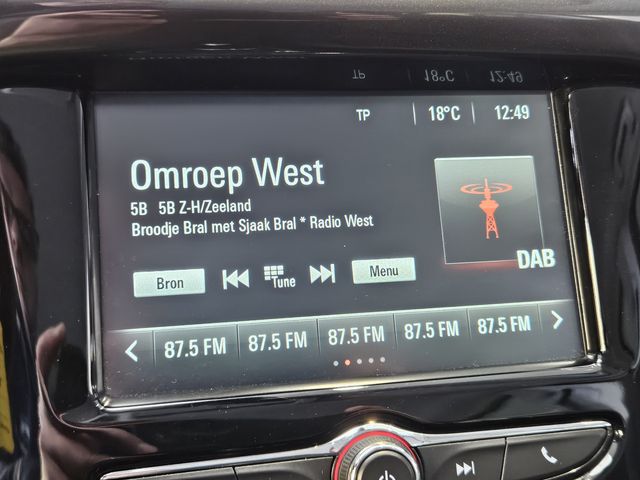 TP 18°C 12:49
Omroep West
5B 5B Z-H/Zeeland
Broodje Bral met Sjaak Bral * Radio West
DAB
Bron Tune Menu
87.5 FM 87.5 FM 87.5 FM 87.5 FM 87.5 FM